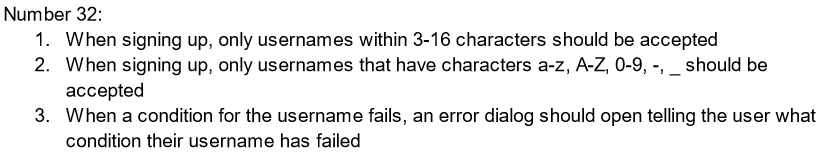 Number 32:
1. When signing up, only usernames within 3-16 characters should be accepted
2. When signing up, only usernames that have characters a-z, A-Z, 0-9, -, _ should be
accepted
3. When a condition for the username fails, an error dialog should open telling the user what
condition their username has failed